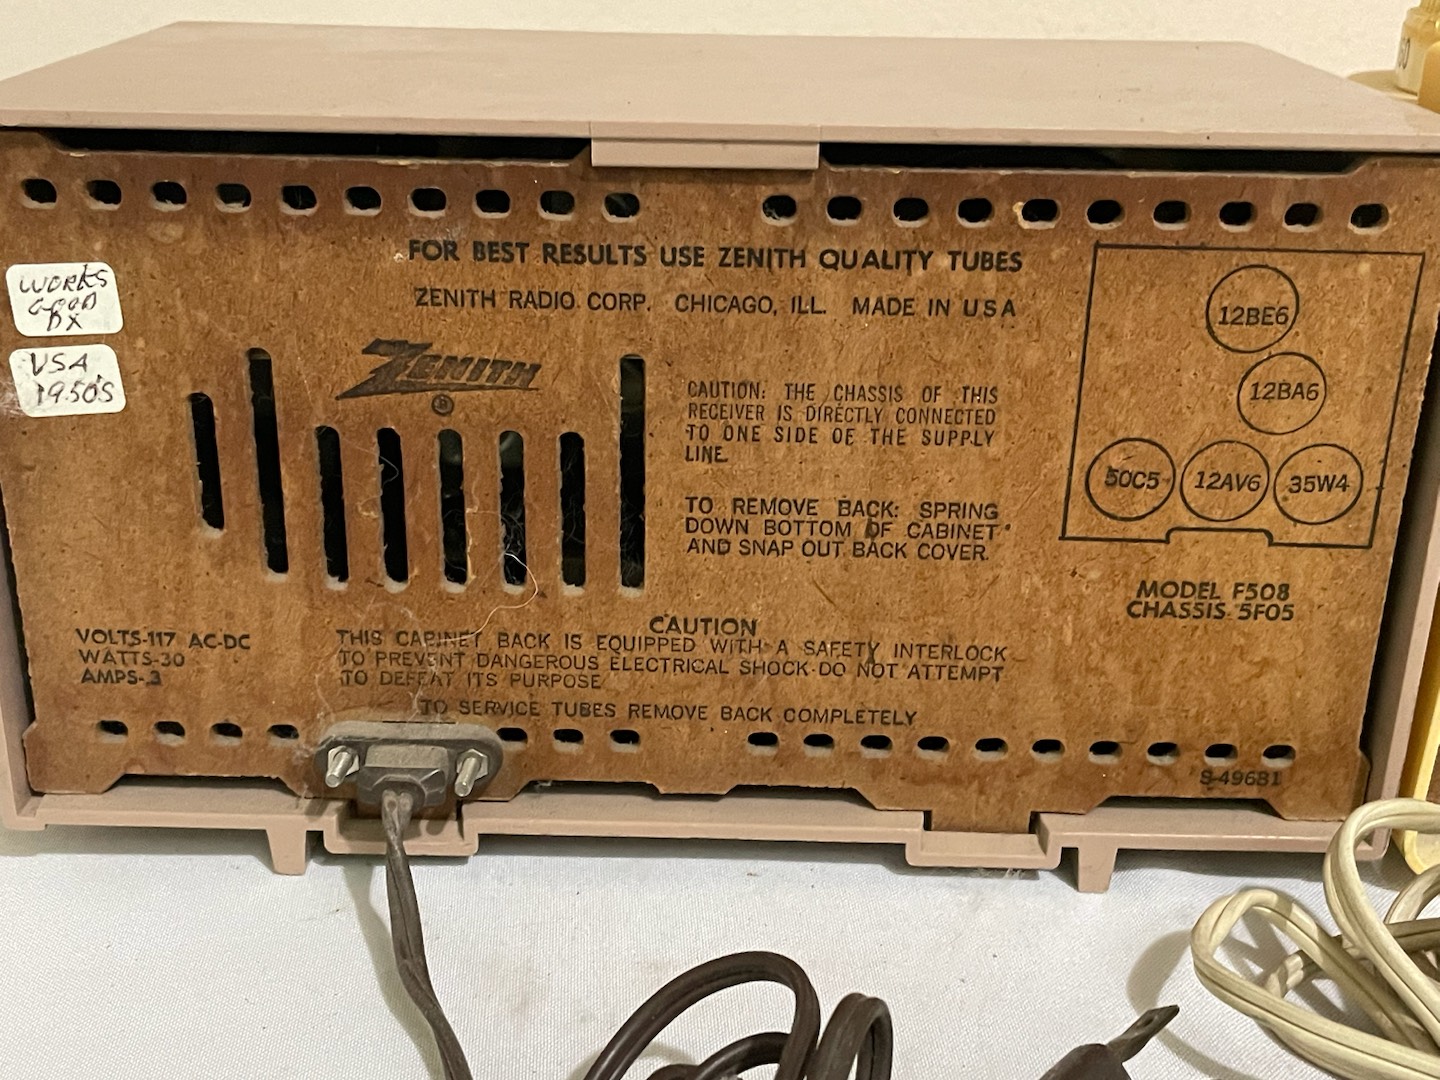 FOR BEST RESULTS USE ZENITH QUALITY TUBES
ZENITH RADIO CORP. CHICAGO, ILL. MADE IN USA
WORKS
GOOD
DX
USA
1950'S
ZENITH
®
CAUTION: THE CHASSIS OF THIS
RECEIVER IS DIRECTLY CONNECTED
TO ONE SIDE OF THE SUPPLY
LINE.
TO REMOVE BACK: SPRING
DOWN BOTTOM OF CABINET
AND SNAP OUT BACK COVER.
12BE6
12BA6
50C5 12AV6 35W4
MODEL F508
CHASSIS 5F05
VOLTS-117 AC-DC
WATTS-30
AMPS-.3
CAUTION
THIS CABINET BACK IS EQUIPPED WITH A SAFETY INTERLOCK
TO PREVENT DANGEROUS ELECTRICAL SHOCK-DO NOT ATTEMPT
TO DEFEAT ITS PURPOSE
TO SERVICE TUBES REMOVE BACK COMPLETELY
S-49681